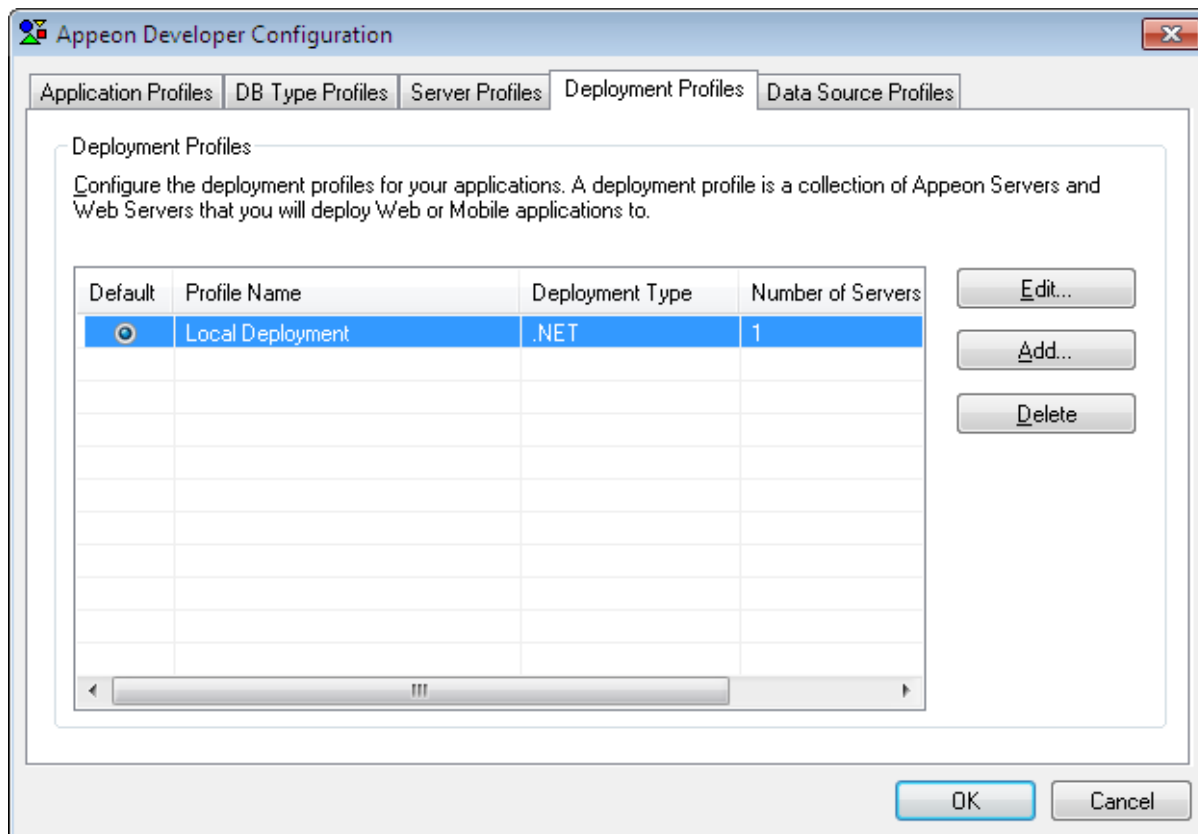 Appeon Developer Configuration
Application Profiles DB Type Profiles Server Profiles Deployment Profiles Data Source Profiles
Deployment Profiles
Configure the deployment profiles for your applications. A deployment profile is a collection of Appeon Servers and
Web Servers that you will deploy Web or Mobile applications to.
Default Profile Name Deployment Type Number of Servers
Local Deployment .NET 1
Edit...
Add...
Delete
OK Cancel